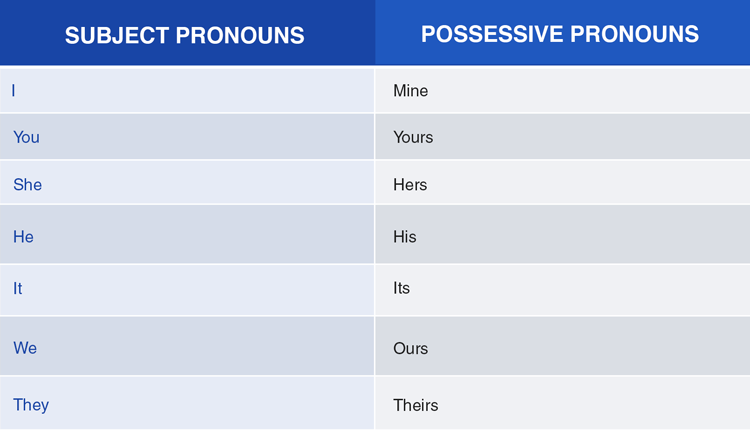 SUBJECT PRONOUNS POSSESSIVE PRONOUNS
I Mine
You Yours
She Hers
He His
It Its
We Ours
They Theirs